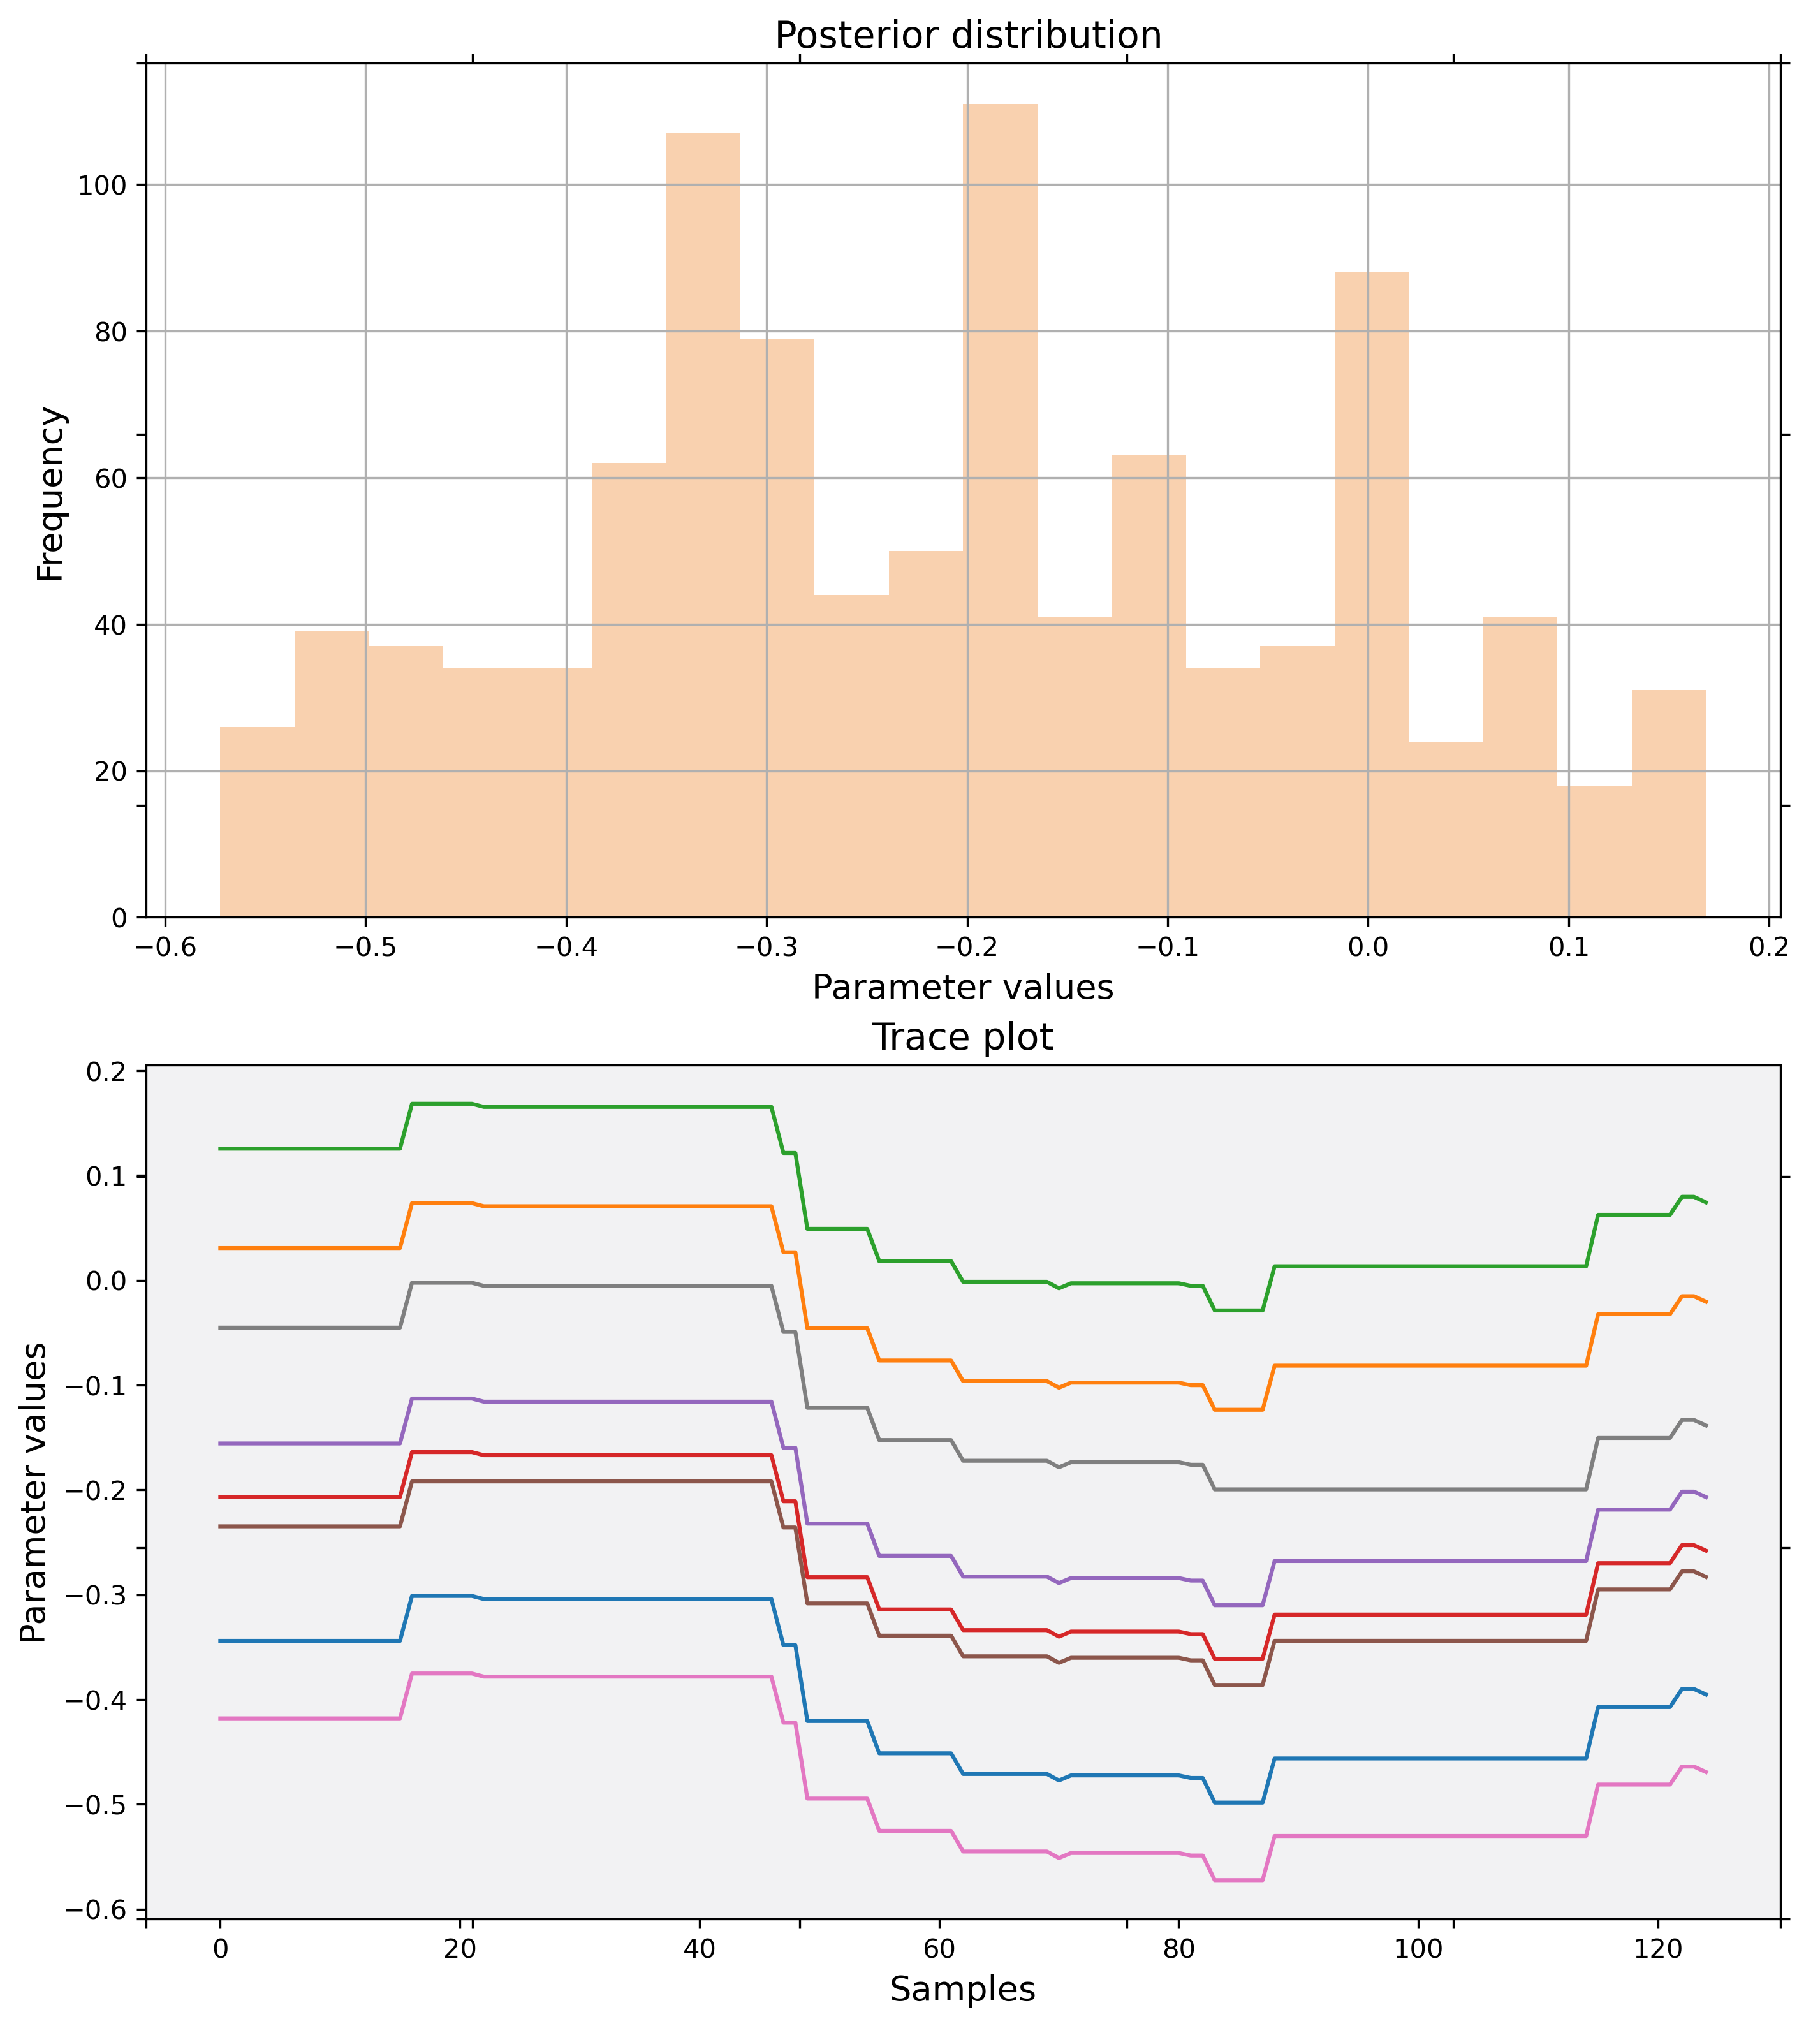 Posterior distribution
100
80
60
40
20
0
Frequency
−0.6 −0.5 −0.4 −0.3 −0.2 −0.1 0.0 0.1 0.2
Parameter values
Trace plot
0.2
0.1
0.0
−0.1
−0.2
−0.3
−0.4
−0.5
−0.6
Parameter values
0 20 40 60 80 100 120
Samples